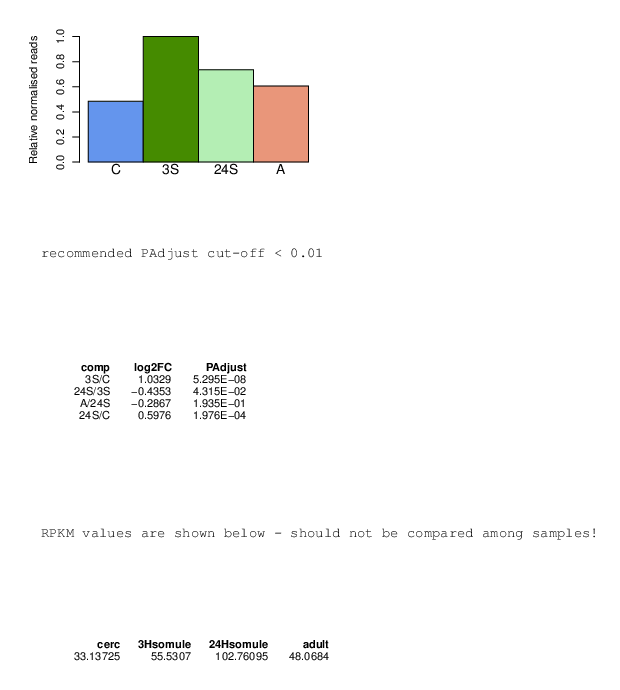 Relative normalised reads
1.0
0.8
0.6
0.4
0.2
0.0
C 3S 24S A
recommended PAdjust cut-off < 0.01
comp log2FC PAdjust
3S/C 1.0329 5.295E−08
24S/3S −0.4353 4.315E−02
A/24S −0.2867 1.935E−01
24S/C 0.5976 1.976E−04
RPKM values are shown below - should not be compared among samples!
cerc 3Hsomule 24Hsomule adult
33.13725 55.5307 102.76095 48.0684